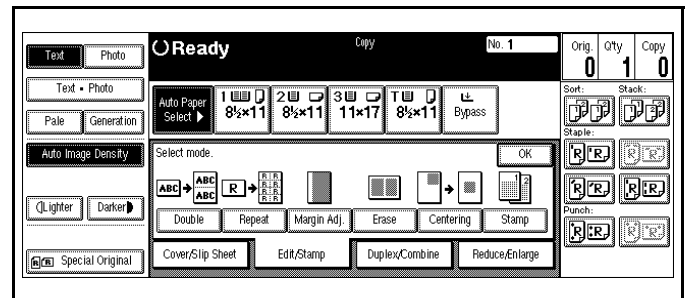 Text Photo
Text • Photo
Pale Generation
Auto Image Density
Lighter Darker
Special Original
Ready Copy No. 1
Auto Paper Select ▶
1 8½×11
2 8½×11
3 11×17
T 8½×11
Bypass
Select mode. OK
ABC ABC ABC R R R R R R R
1 2
Double Repeat Margin Adj. Erase Centering Stamp
Cover/Slip Sheet Edit/Stamp Duplex/Combine Reduce/Enlarge
Orig. Q'ty Copy
0 1 0
Sort: Stack:
Staple:
Punch: